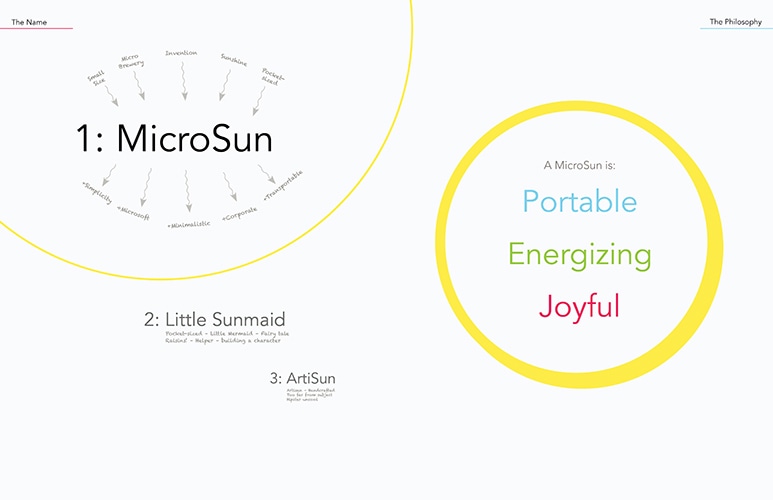 The Name
Small
Size
Micro
Brewery
Invention
Sunshine
Pocket-
sized
1: MicroSun
+Simplicity
+Microsoft
+Minimalistic
+Corporate
+Transportable
2: Little Sunmaid
Pocket-sized - Little Mermaid - Fairy tale
Raisins' - Helper - building a character
3: ArtiSun
Artisan - Handcrafted
Too far from subject
Hipster unsure
The Philosophy
A MicroSun is:
Portable
Energizing
Joyful